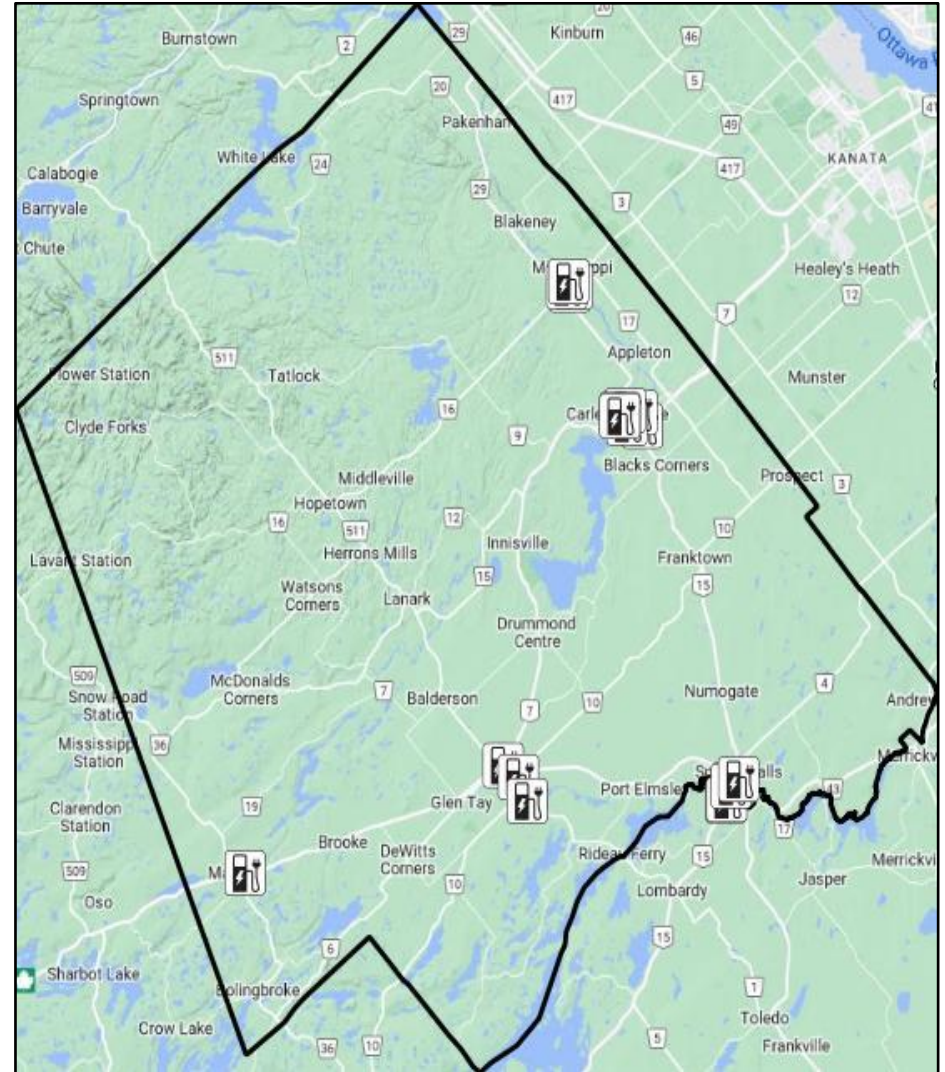 29
20
Burnstown
2
Kinburn
46
Ottawa
5
Springtown
20
417
41
Pakenham
49
White Lake
24
417
KANATA
Calabogie
29
3
Barryvale
Blakeney
Chute
Healey's Heath
12
17
7
Appleton
511
Flower Station
Tatlock
Munster
16
Clyde Forks
9
Blacks Corners
Middleville
Prospect
3
Hopetown
16
511
12
10
Innisville
Herrons Mills
Franktown
Lavant Station
15
15
Watsons
Corners
Lanark
Drummond
Centre
509
McDonalds
Corners
7
Balderson
10
Numogate
4
Snow Road
Station
7
Andrew
Mississippi
Station
36
Merrickv
Port Elmsley
43
19
Glen Tay
Clarendon
Station
17
Brooke
DeWitts
Corners
Rideau Ferry
15
Merrickvi
509
10
Lombardy
Jasper
Oso
6
15
Sharbot Lake
Bolingbroke
1
Crow Lake
Toledo
36
10
5
Frankville